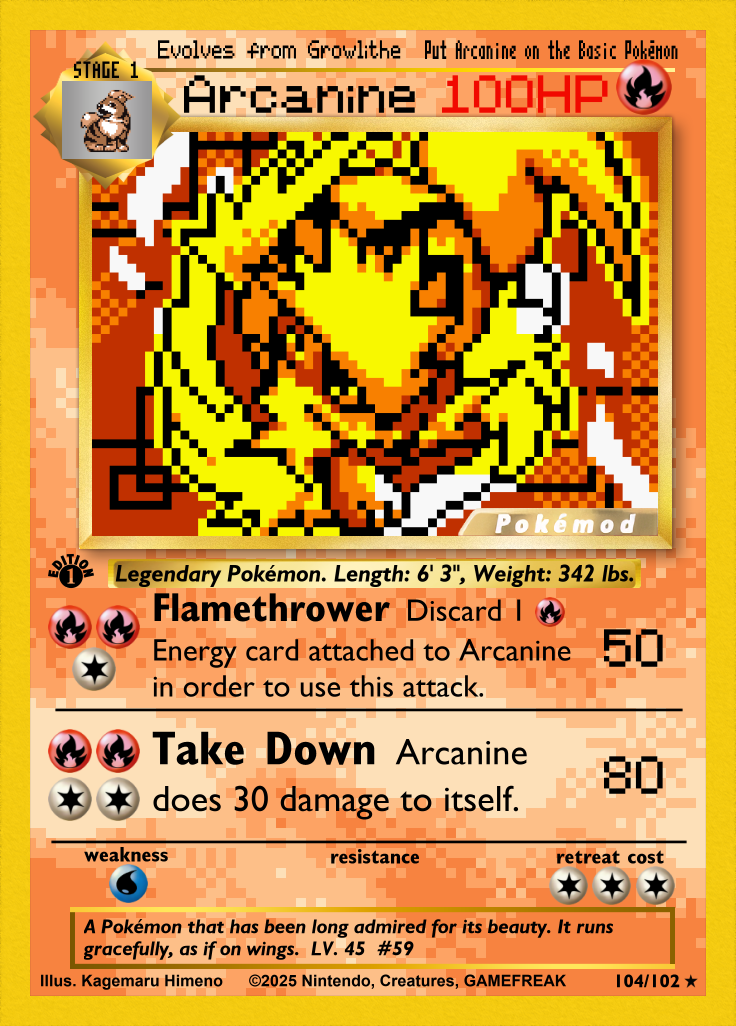 Evolves from Growlithe Put Arcanine on the Basic Pokémon
STAGE 1
Arcanine 100HP
Pokémod
EDITION 1
Legendary Pokémon. Length: 6' 3", Weight: 342 lbs.
Flamethrower Discard 1
Energy card attached to Arcanine
in order to use this attack.
50
Take Down Arcanine
does 30 damage to itself.
80
weakness resistance retreat cost
A Pokémon that has been long admired for its beauty. It runs
gracefully, as if on wings. LV. 45 #59
Illus. Kagemaru Himeno ©2025 Nintendo, Creatures, GAMEFREAK 104/102 ★